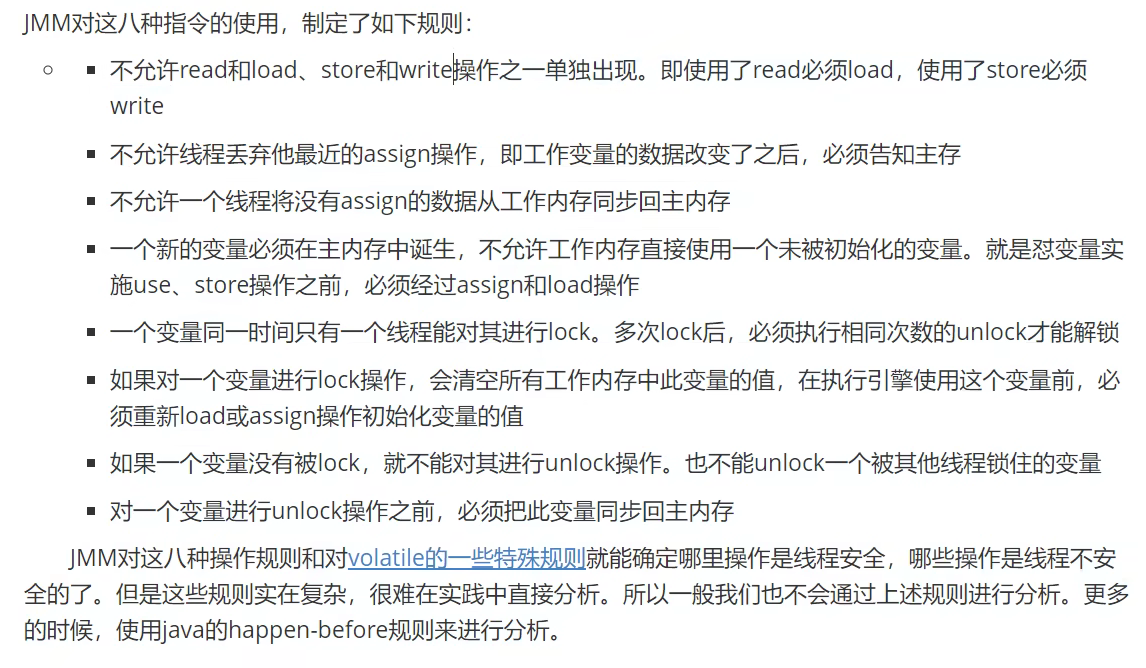 JMM对这八种指令的使用，制定了如下规则：
不允许read和load、store和write操作之一单独出现。即使用了read必须load，使用了store必须
write
不允许线程丢弃他最近的assign操作，即工作变量的数据改变了之后，必须告知主存
不允许一个线程将没有assign的数据从工作内存同步回主内存
一个新的变量必须在主内存中诞生，不允许工作内存直接使用一个未被初始化的变量。就是怼变量实
施use、store操作之前，必须经过assign和load操作
一个变量同一时间只有一个线程能对其进行lock。多次lock后，必须执行相同次数的unlock才能解锁
如果对一个变量进行lock操作，会清空所有工作内存中此变量的值，在执行引擎使用这个变量前，必
须重新load或assign操作初始化变量的值
如果一个变量没有被lock，就不能对其进行unlock操作。也不能unlock一个被其他线程锁住的变量
对一个变量进行unlock操作之前，必须把此变量同步回主内存
JMM对这八种操作规则和对volatile的一些特殊规则就能确定哪里操作是线程安全，哪些操作是线程不安
全的了。但是这些规则实在复杂，很难在实践中直接分析。所以一般我们也不会通过上述规则进行分析。更多
的时候，使用java的happen-before规则来进行分析。